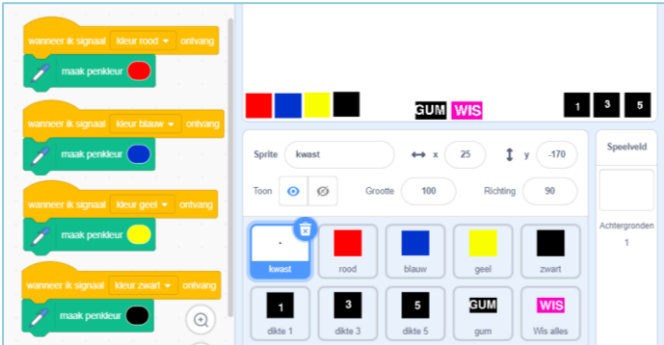 wanneer ik signaal kleur rood ontvang
maak penkleur
wanneer ik signaal kleur blauw ontvang
maak penkleur
wanneer ik signaal kleur geel ontvang
maak penkleur
wanneer ik signaal kleur zwart ontvang
maak penkleur
GUM WIS 1 3 5
Sprite kwast x 25 y -170
Toon Grootte 100 Richting 90
kwast rood blauw geel zwart
1 3 5 GUM WIS
dikte 1 dikte 3 dikte 5 gum Wis alles
Speelveld
Achtergronden
1